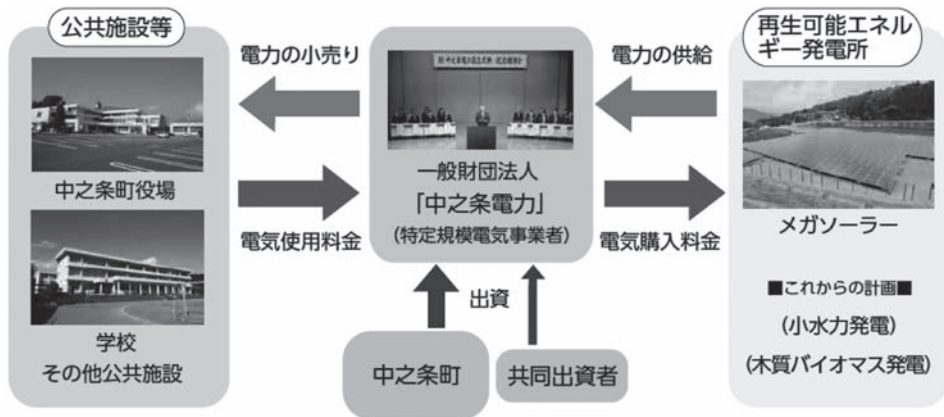 公共施設等
中之条町役場
学校
その他公共施設
電力の小売り
電気使用料金
一般財団法人
「中之条電力」
(特定規模電気事業者)
電力の供給
電気購入料金
出資
中之条町
共同出資者
再生可能エネル
ギー発電所
メガソーラー
■これからの計画■
(小水力発電)
(木質バイオマス発電)